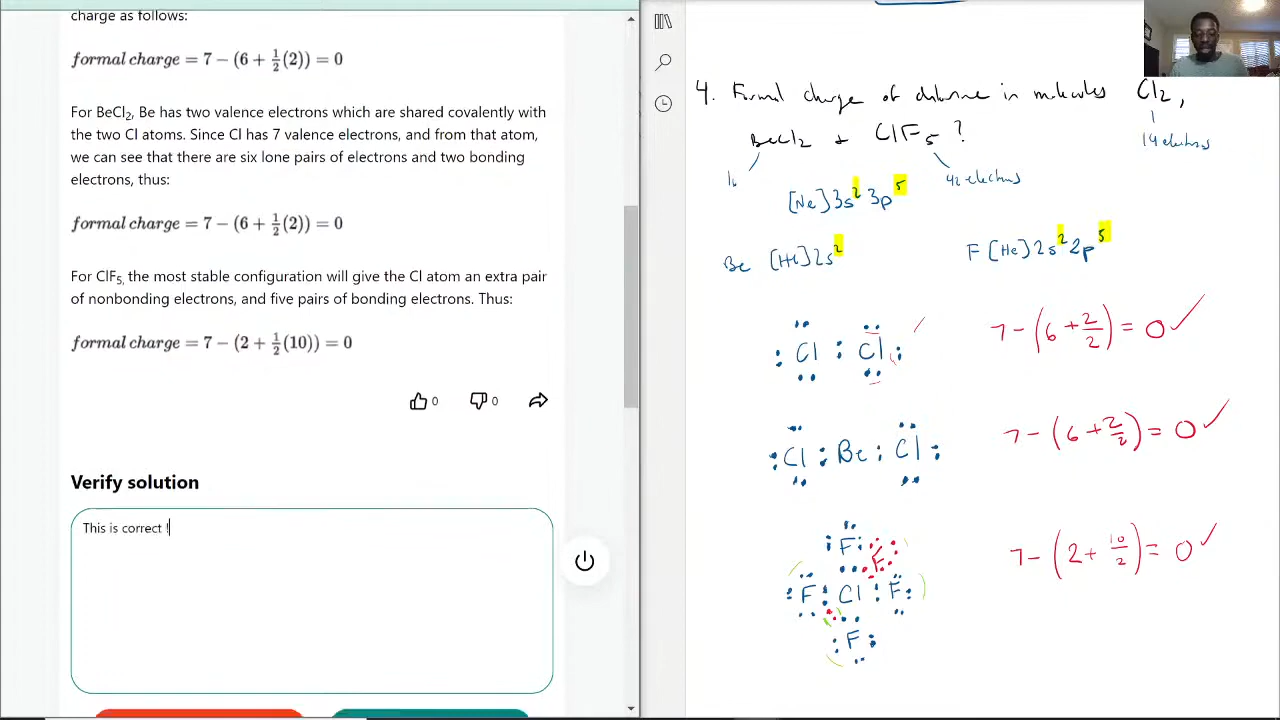 charge as follows:
formal charge = 7 − (6 + 1/2 (2)) = 0
For BeCl₂, Be has two valence electrons which are shared covalently with
the two Cl atoms. Since Cl has 7 valence electrons, and from that atom,
we can see that there are six lone pairs of electrons and two bonding
electrons, thus:
formal charge = 7 − (6 + 1/2 (2)) = 0
For ClF₅, the most stable configuration will give the Cl atom an extra pair
of nonbonding electrons, and five pairs of bonding electrons. Thus:
formal charge = 7 − (2 + 1/2 (10)) = 0
0 0
Verify solution
This is correct !
4. Formal charge of chlorine in molecules Cl2,
14 electrons
BeCl2 & ClF5 ?
16
42 electrons
[Ne] 3s² 3p⁵
Be [He] 2s²
F [He] 2s² 2p⁵
Cl : Cl
7 − (6 + 2/2) = 0 ✓
Cl : Be : Cl
7 − (6 + 2/2) = 0 ✓
F
F
F Cl F
F
7 − (2 + 10/2) = 0 ✓